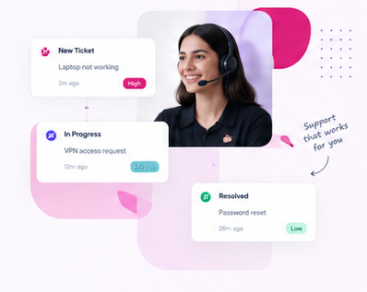 New Ticket
Laptop not working
2m ago
High
In Progress
VPN access request
12m ago
Support
that works
for you
Resolved
Password reset
28m ago
Low